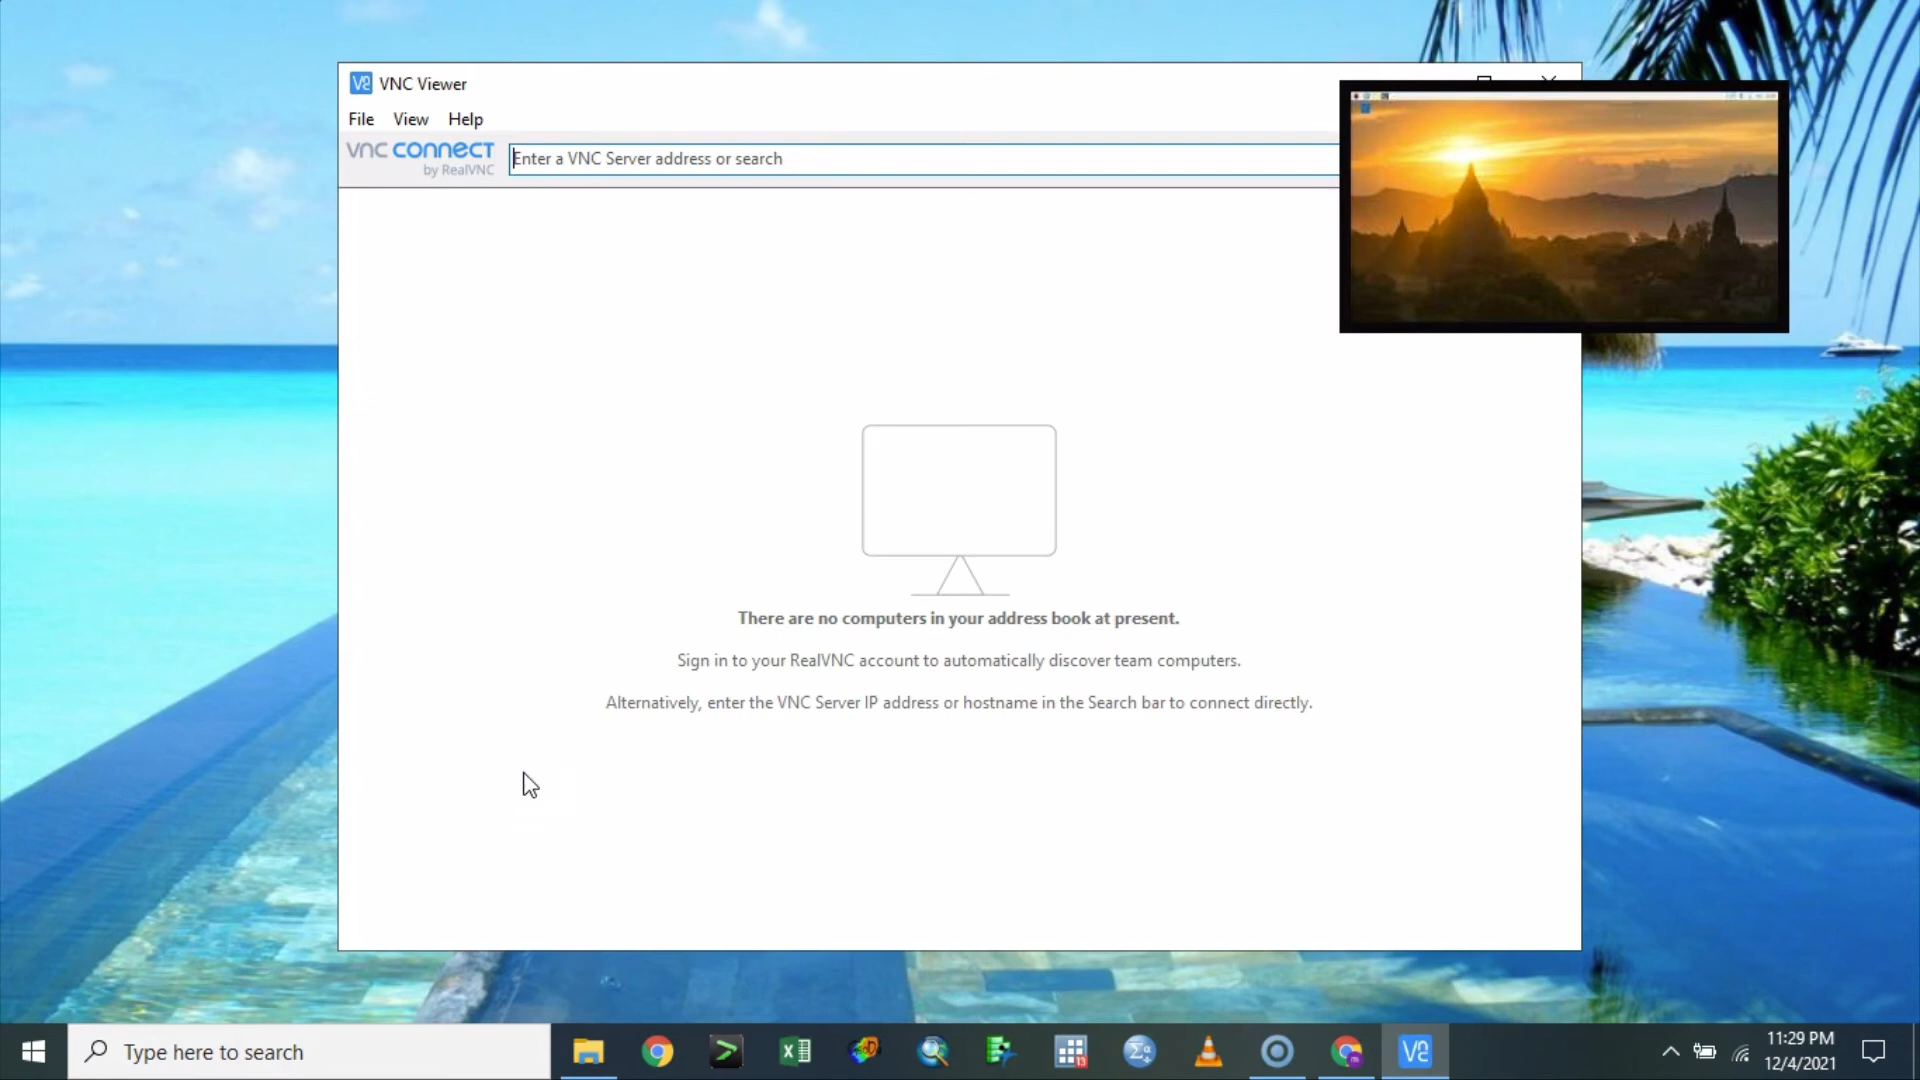 VNC Viewer
File View Help
vnc connect
by RealVNC
Enter a VNC Server address or search
There are no computers in your address book at present.
Sign in to your RealVNC account to automatically discover team computers.
Alternatively, enter the VNC Server IP address or hostname in the Search bar to connect directly.
Type here to search
13
11:29 PM
12/4/2021